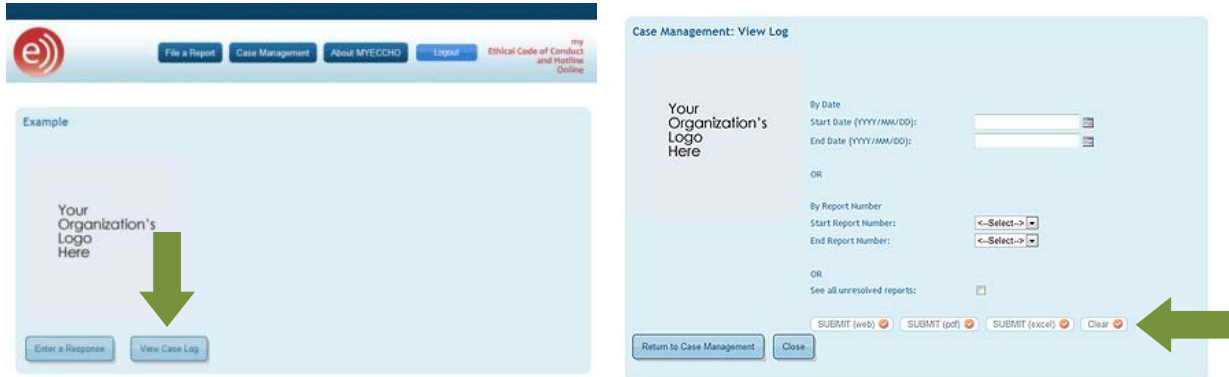 e
File a Report Case Management About MYECCHO Logout
my
Ethical Code of Conduct
and Hotline
Online
Example
Your
Organization's
Logo
Here
Enter a Response View Case Log
Case Management: View Log
Your
Organization's
Logo
Here
By Date
Start Date (YYYY/MM/DD):
End Date (YYYY/MM/DD):
OR
By Report Number
Start Report Number: <--Select-->
End Report Number: <--Select-->
OR
See all unresolved reports:
SUBMIT (web) SUBMIT (pdf) SUBMIT (excel) Clear
Return to Case Management Close